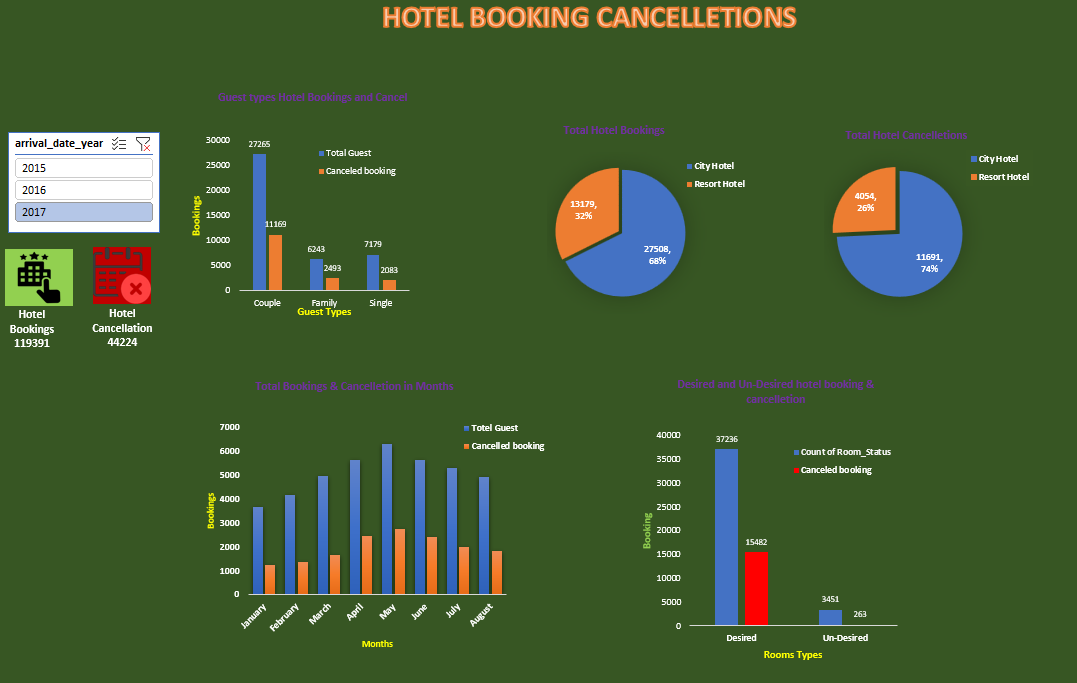 HOTEL BOOKING CANCELLETIONS
arrival_date_year
2015
2016
2017
Hotel
Bookings
119391
Hotel
Cancellation
44224
Guest types Hotel Bookings and Cancel
Total Guest
Canceled booking
Bookings
30000
25000
20000
15000
10000
5000
0
27265
11169
6243
2493
7179
2083
Couple
Family
Single
Guest Types
Total Hotel Bookings
City Hotel
Resort Hotel
13179,
32%
27508,
68%
Total Hotel Cancelletions
City Hotel
Resort Hotel
4054,
26%
11691,
74%
Total Bookings & Cancelletion in Months
Totel Guest
Cancelled booking
Bookings
7000
6000
5000
4000
3000
2000
1000
0
January
February
March
April
May
June
July
August
Months
Desired and Un-Desired hotel booking &
cancelletion
Count of Room_Status
Canceled booking
Booking
40000
35000
30000
25000
20000
15000
10000
5000
0
37236
15482
3451
263
Desired
Un-Desired
Rooms Types